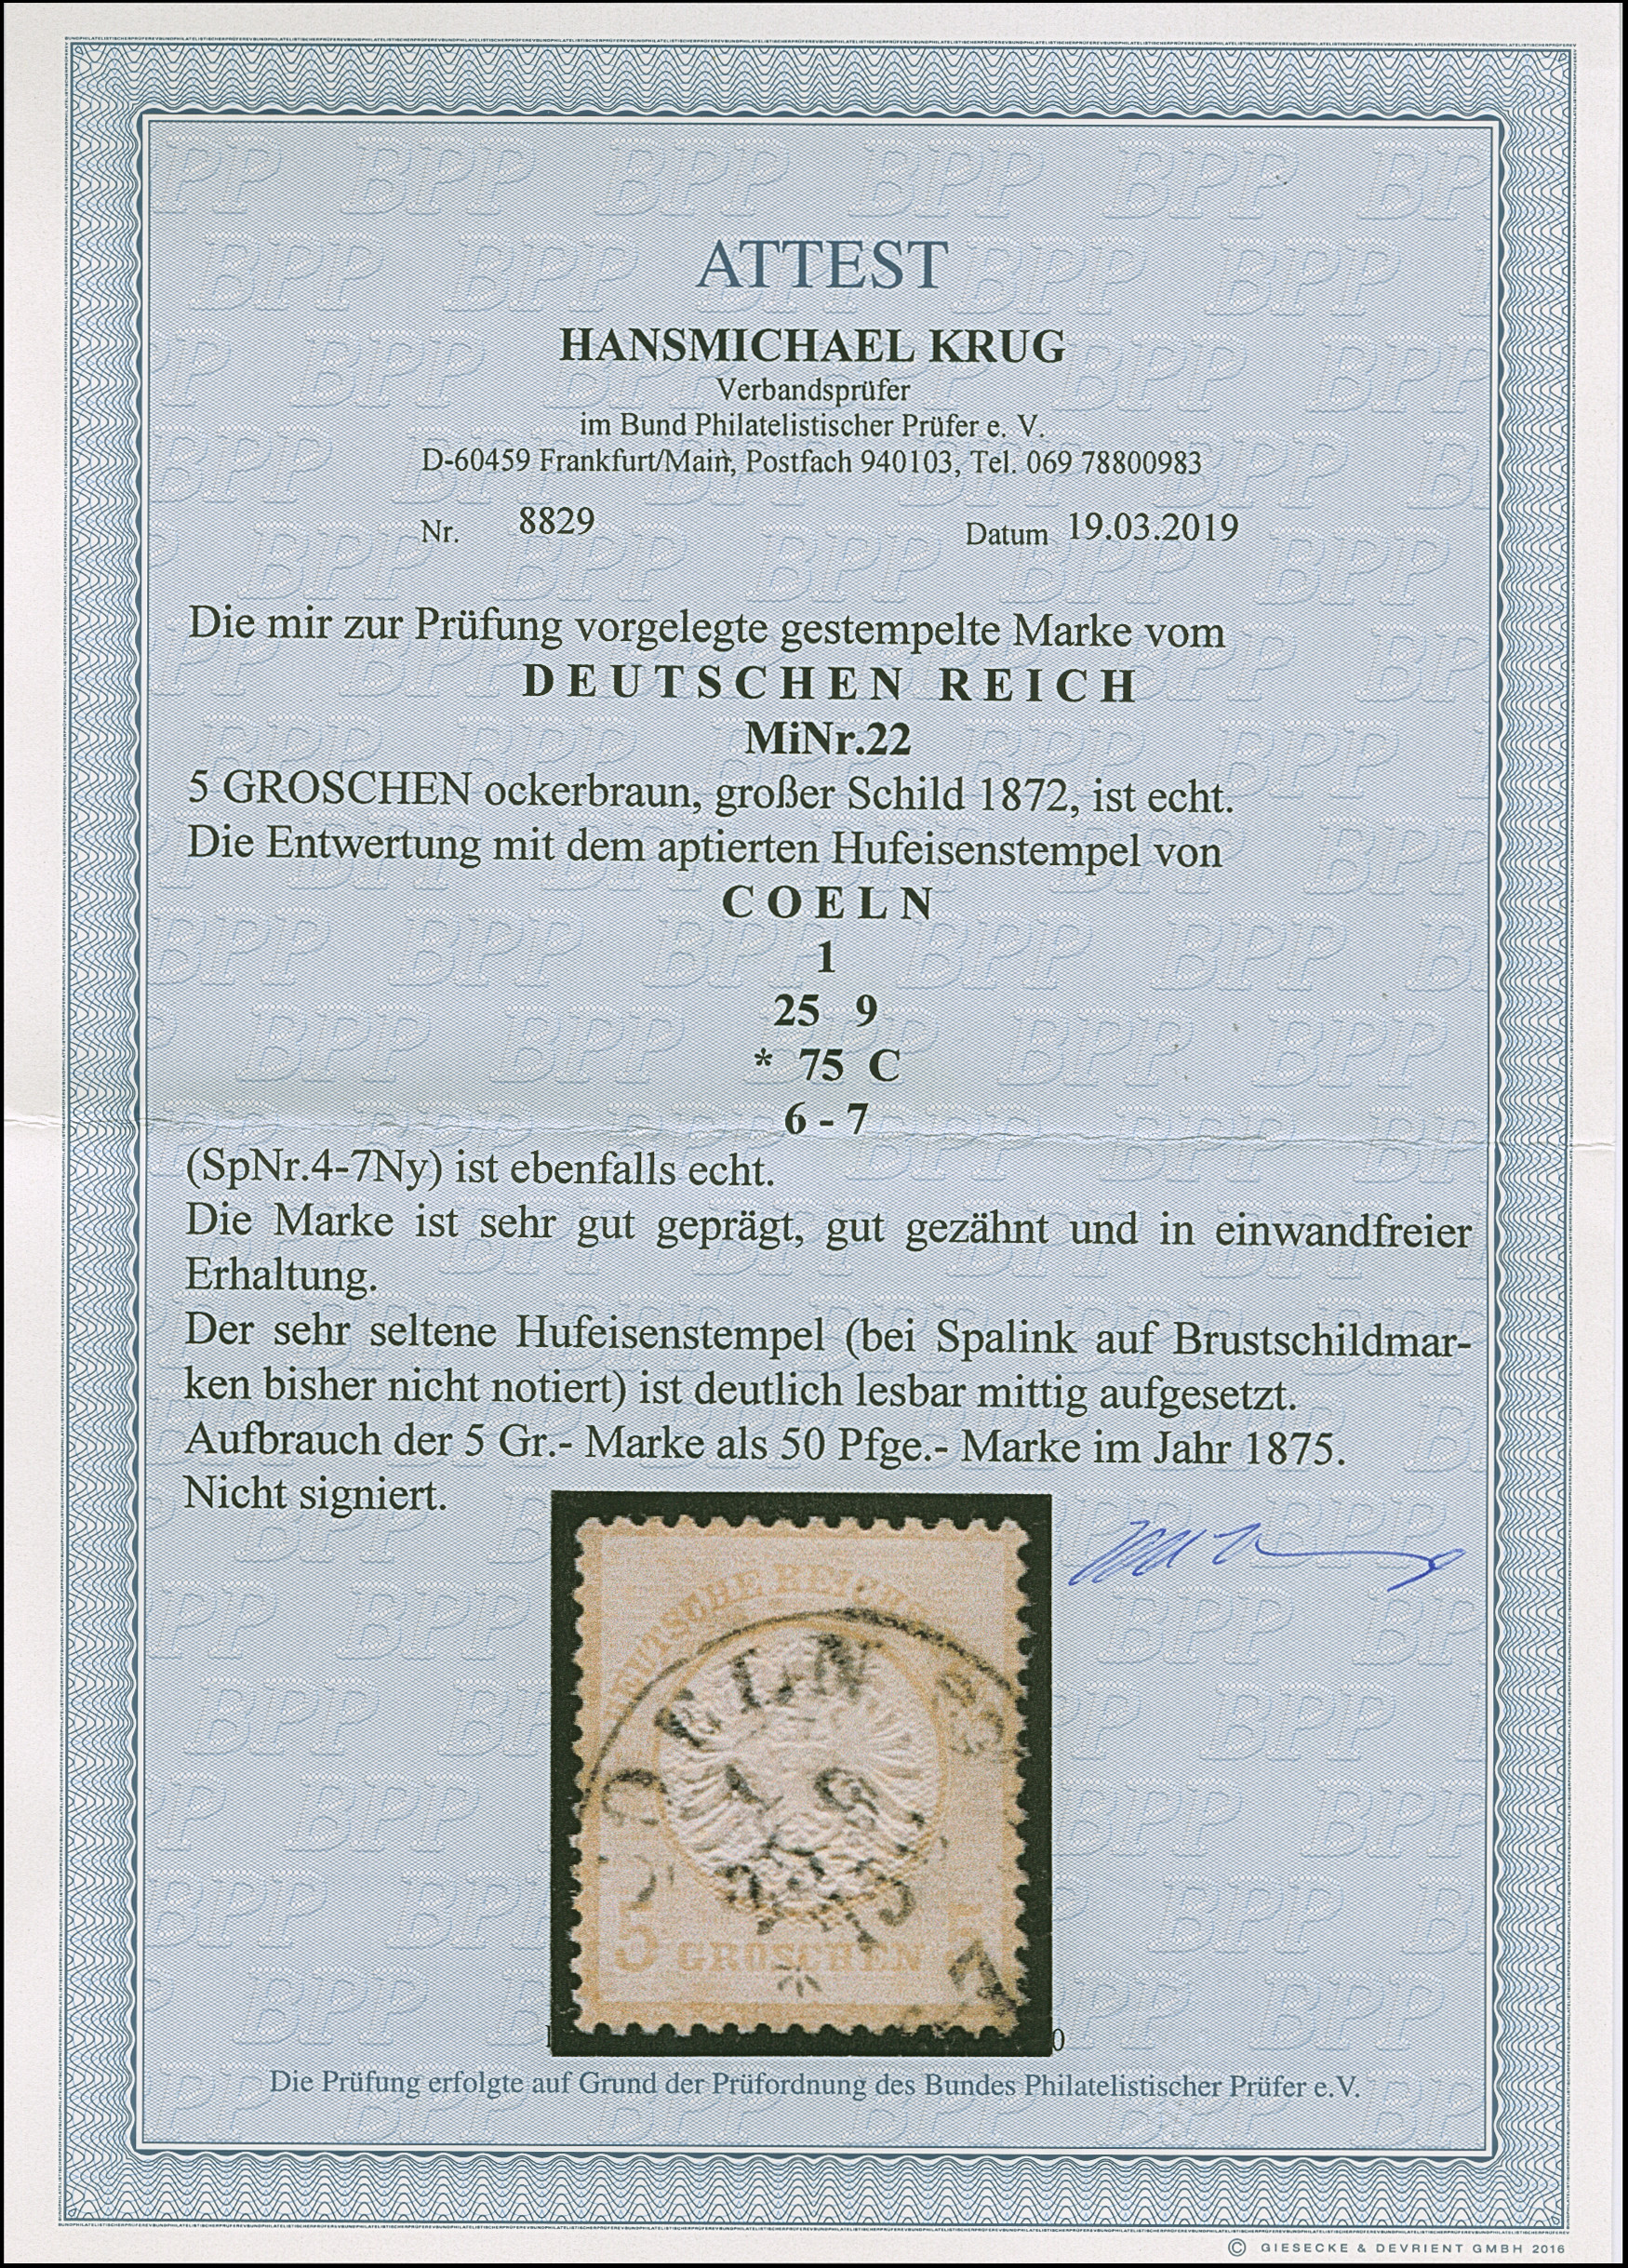 ATTEST
HANSMICHAEL KRUG
Verbandsprüfer
im Bund Philatelistischer Prüfer e. V.
D-60459 Frankfurt/Main, Postfach 940103, Tel. 069 78800983
Nr. 8829 Datum 19.03.2019
Die mir zur Prüfung vorgelegte gestempelte Marke vom
DEUTSCHEN REICH
MiNr.22
5 GROSCHEN ockerbraun, großer Schild 1872, ist echt.
Die Entwertung mit dem aptierten Hufeisenstempel von
COELN
1
25 9
* 75 C
6 - 7
(SpNr.4-7Ny) ist ebenfalls echt.
Die Marke ist sehr gut geprägt, gut gezähnt und in einwandfreier
Erhaltung.
Der sehr seltene Hufeisenstempel (bei Spalink auf Brustschildmar-
ken bisher nicht notiert) ist deutlich lesbar mittig aufgesetzt.
Aufbrauch der 5 Gr.- Marke als 50 Pfge.- Marke im Jahr 1875.
Nicht signiert.
DEUTSCHE REICHS
5 GROSCHEN 5
Die Prüfung erfolgte auf Grund der Prüfordnung des Bundes Philatelistischer Prüfer e.V.
© GIESECKE & DEVRIENT GMBH 2016